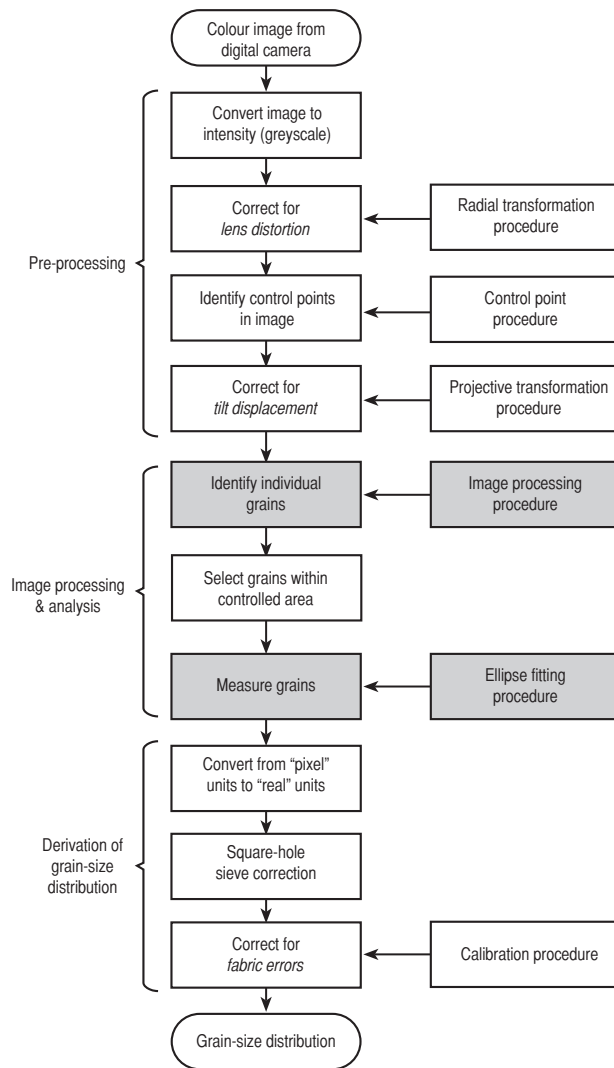 Colour image from
digital camera
Convert image to
intensity (greyscale)
Correct for
lens distortion
Radial transformation
procedure
Pre-processing
Identify control points
in image
Control point
procedure
Correct for
tilt displacement
Projective transformation
procedure
Identify individual
grains
Image processing
procedure
Image processing
& analysis
Select grains within
controlled area
Measure grains
Ellipse fitting
procedure
Convert from “pixel”
units to “real” units
Derivation of
grain-size
distribution
Square-hole
sieve correction
Correct for
fabric errors
Calibration procedure
Grain-size distribution